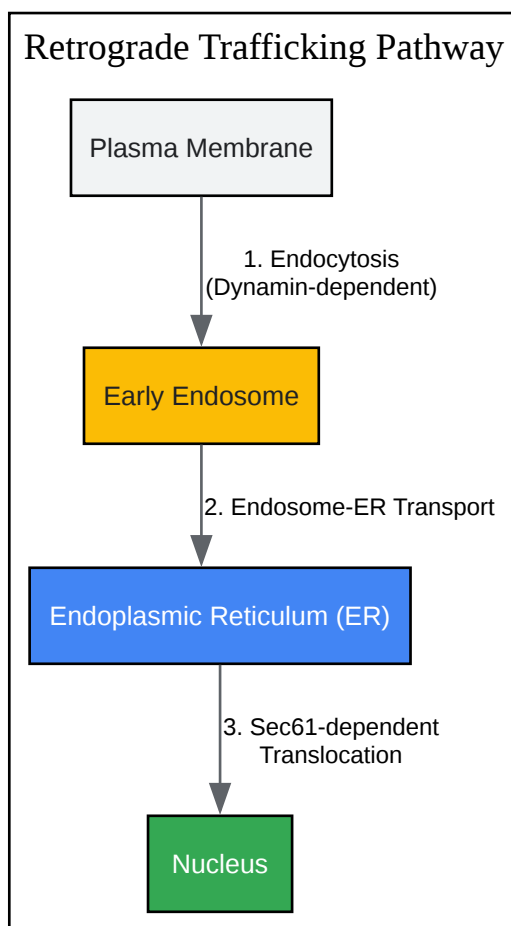 Retrograde Trafficking Pathway
Plasma Membrane
1. Endocytosis
(Dynamin-dependent)
Early Endosome
2. Endosome-ER Transport
Endoplasmic Reticulum (ER)
3. Sec61-dependent
Translocation
Nucleus